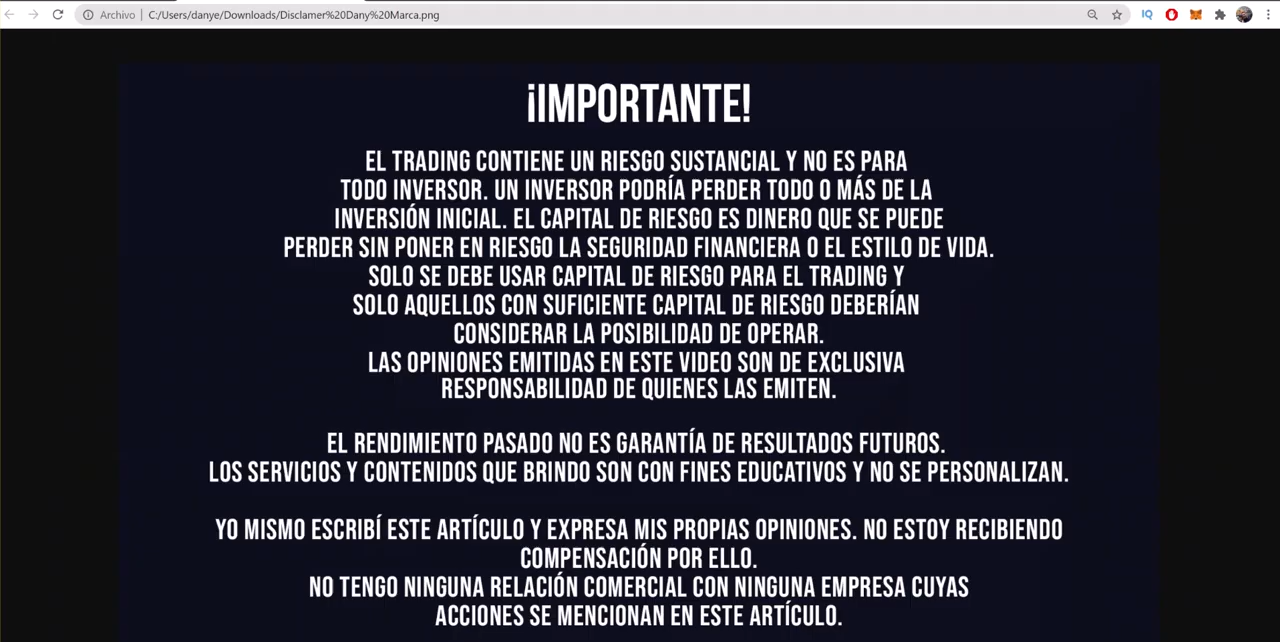 Archivo | C:/Users/danye/Downloads/Disclamer%20Dany%20Marca.png
¡IMPORTANTE!
EL TRADING CONTIENE UN RIESGO SUSTANCIAL Y NO ES PARA
TODO INVERSOR. UN INVERSOR PODRÍA PERDER TODO O MÁS DE LA
INVERSIÓN INICIAL. EL CAPITAL DE RIESGO ES DINERO QUE SE PUEDE
PERDER SIN PONER EN RIESGO LA SEGURIDAD FINANCIERA O EL ESTILO DE VIDA.
SOLO SE DEBE USAR CAPITAL DE RIESGO PARA EL TRADING Y
SOLO AQUELLOS CON SUFICIENTE CAPITAL DE RIESGO DEBERÍAN
CONSIDERAR LA POSIBILIDAD DE OPERAR.
LAS OPINIONES EMITIDAS EN ESTE VIDEO SON DE EXCLUSIVA
RESPONSABILIDAD DE QUIENES LAS EMITEN.
EL RENDIMIENTO PASADO NO ES GARANTÍA DE RESULTADOS FUTUROS.
LOS SERVICIOS Y CONTENIDOS QUE BRINDO SON CON FINES EDUCATIVOS Y NO SE PERSONALIZAN.
YO MISMO ESCRIBÍ ESTE ARTÍCULO Y EXPRESA MIS PROPIAS OPINIONES. NO ESTOY RECIBIENDO
COMPENSACIÓN POR ELLO.
NO TENGO NINGUNA RELACIÓN COMERCIAL CON NINGUNA EMPRESA CUYAS
ACCIONES SE MENCIONAN EN ESTE ARTÍCULO.